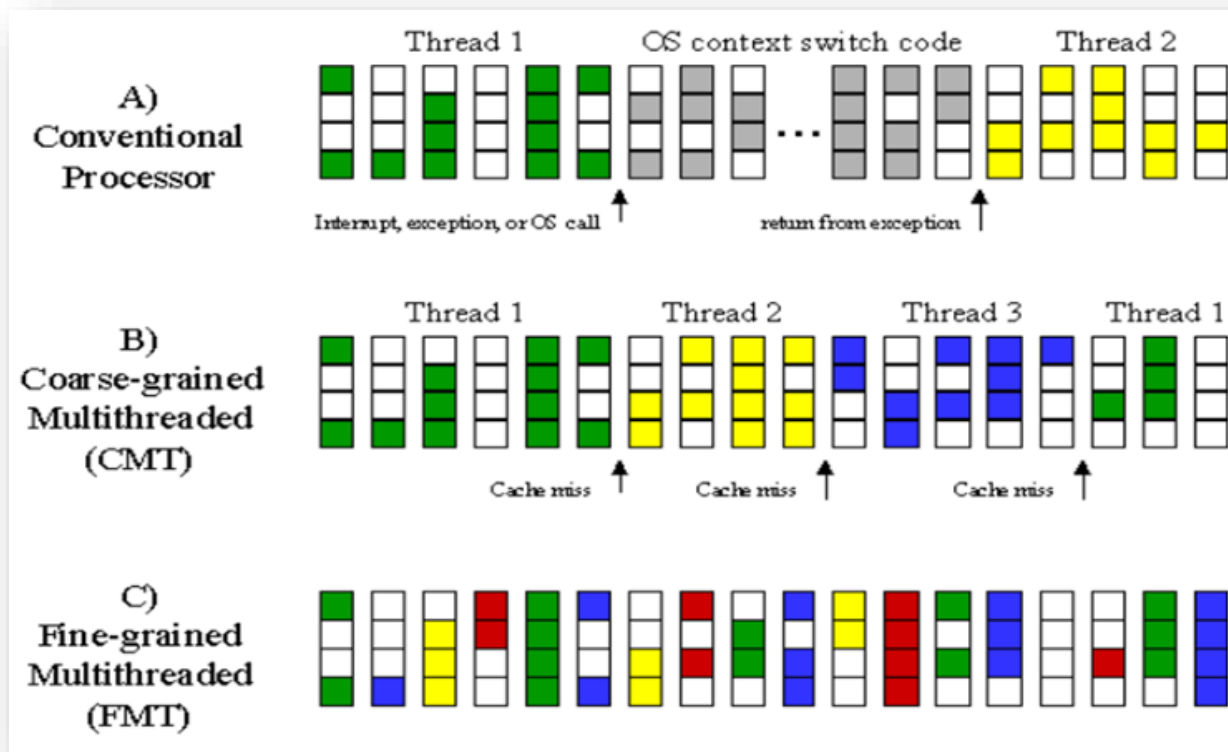 Thread 1 OS context switch code Thread 2
A)
Conventional
Processor
...
Interrupt, exception, or OS call return from exception
Thread 1 Thread 2 Thread 3 Thread 1
B)
Coarse-grained
Multithreaded
(CMT)
Cache miss Cache miss Cache miss
C)
Fine-grained
Multithreaded
(FMT)